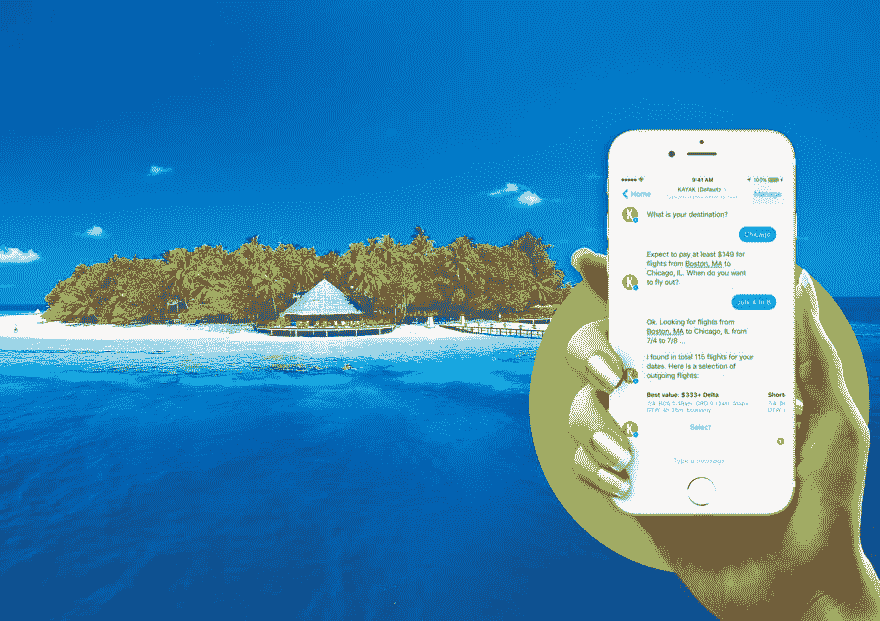 9:41 AM 100%
Home KAYAK (Default) Manage
What is your destination?
Chicago
Expect to pay at least $149 for
flights from Boston, MA to
Chicago, IL. When do you want
to fly out?
July 4 to 8
Ok. Looking for flights from
Boston, MA to Chicago, IL from
7/4 to 7/8 ...
I found in total 115 flights for your
dates. Here is a selection of
outgoing flights:
Best value: $333+ Delta
Select
Type a message